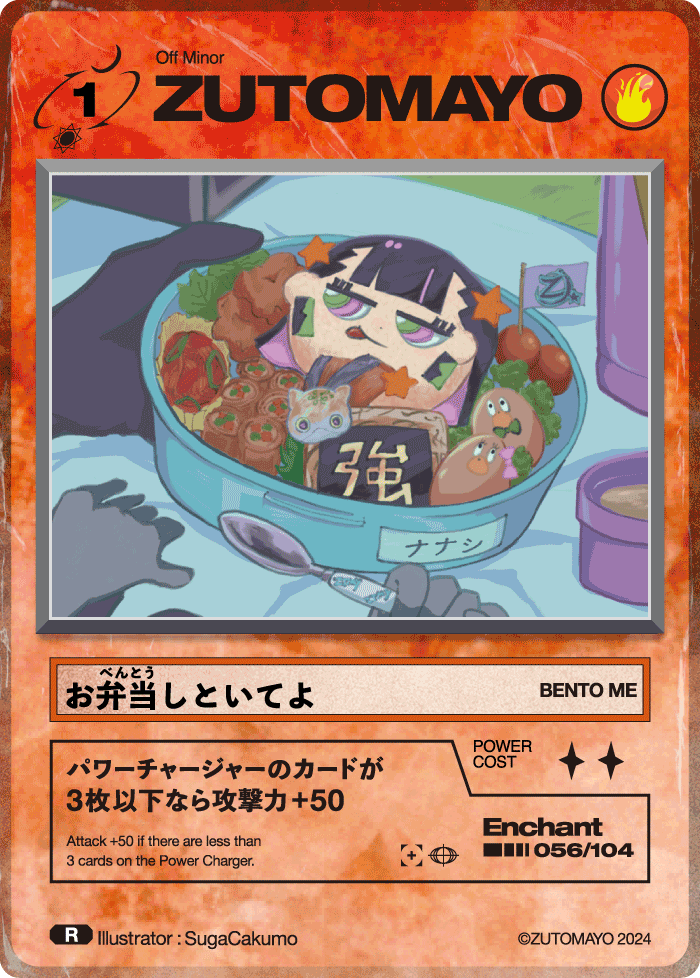 Off Minor
1 ZUTOMAYO
Z
強
ナナシ
べんとう
お弁当しといてよ
BENTO ME
パワーチャージャーのカードが
3枚以下なら攻撃力+50
Attack +50 if there are less than
3 cards on the Power Charger.
POWER
COST
Enchant
056/104
R Illustrator : SugaCakumo
©ZUTOMAYO 2024